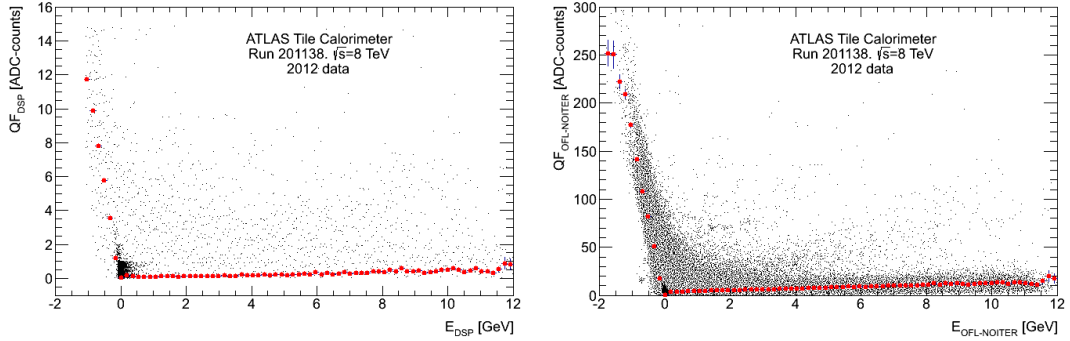 ATLAS Tile Calorimeter
Run 201138. √s=8 TeV
2012 data
QF_DSP [ADC-counts]
16
14
12
10
8
6
4
2
0
-2 0 2 4 6 8 10 12
E_DSP [GeV]
ATLAS Tile Calorimeter
Run 201138. √s=8 TeV
2012 data
QF_OFL-NOITER [ADC-counts]
300
250
200
150
100
50
0
-2 0 2 4 6 8 10 12
E_OFL-NOITER [GeV]